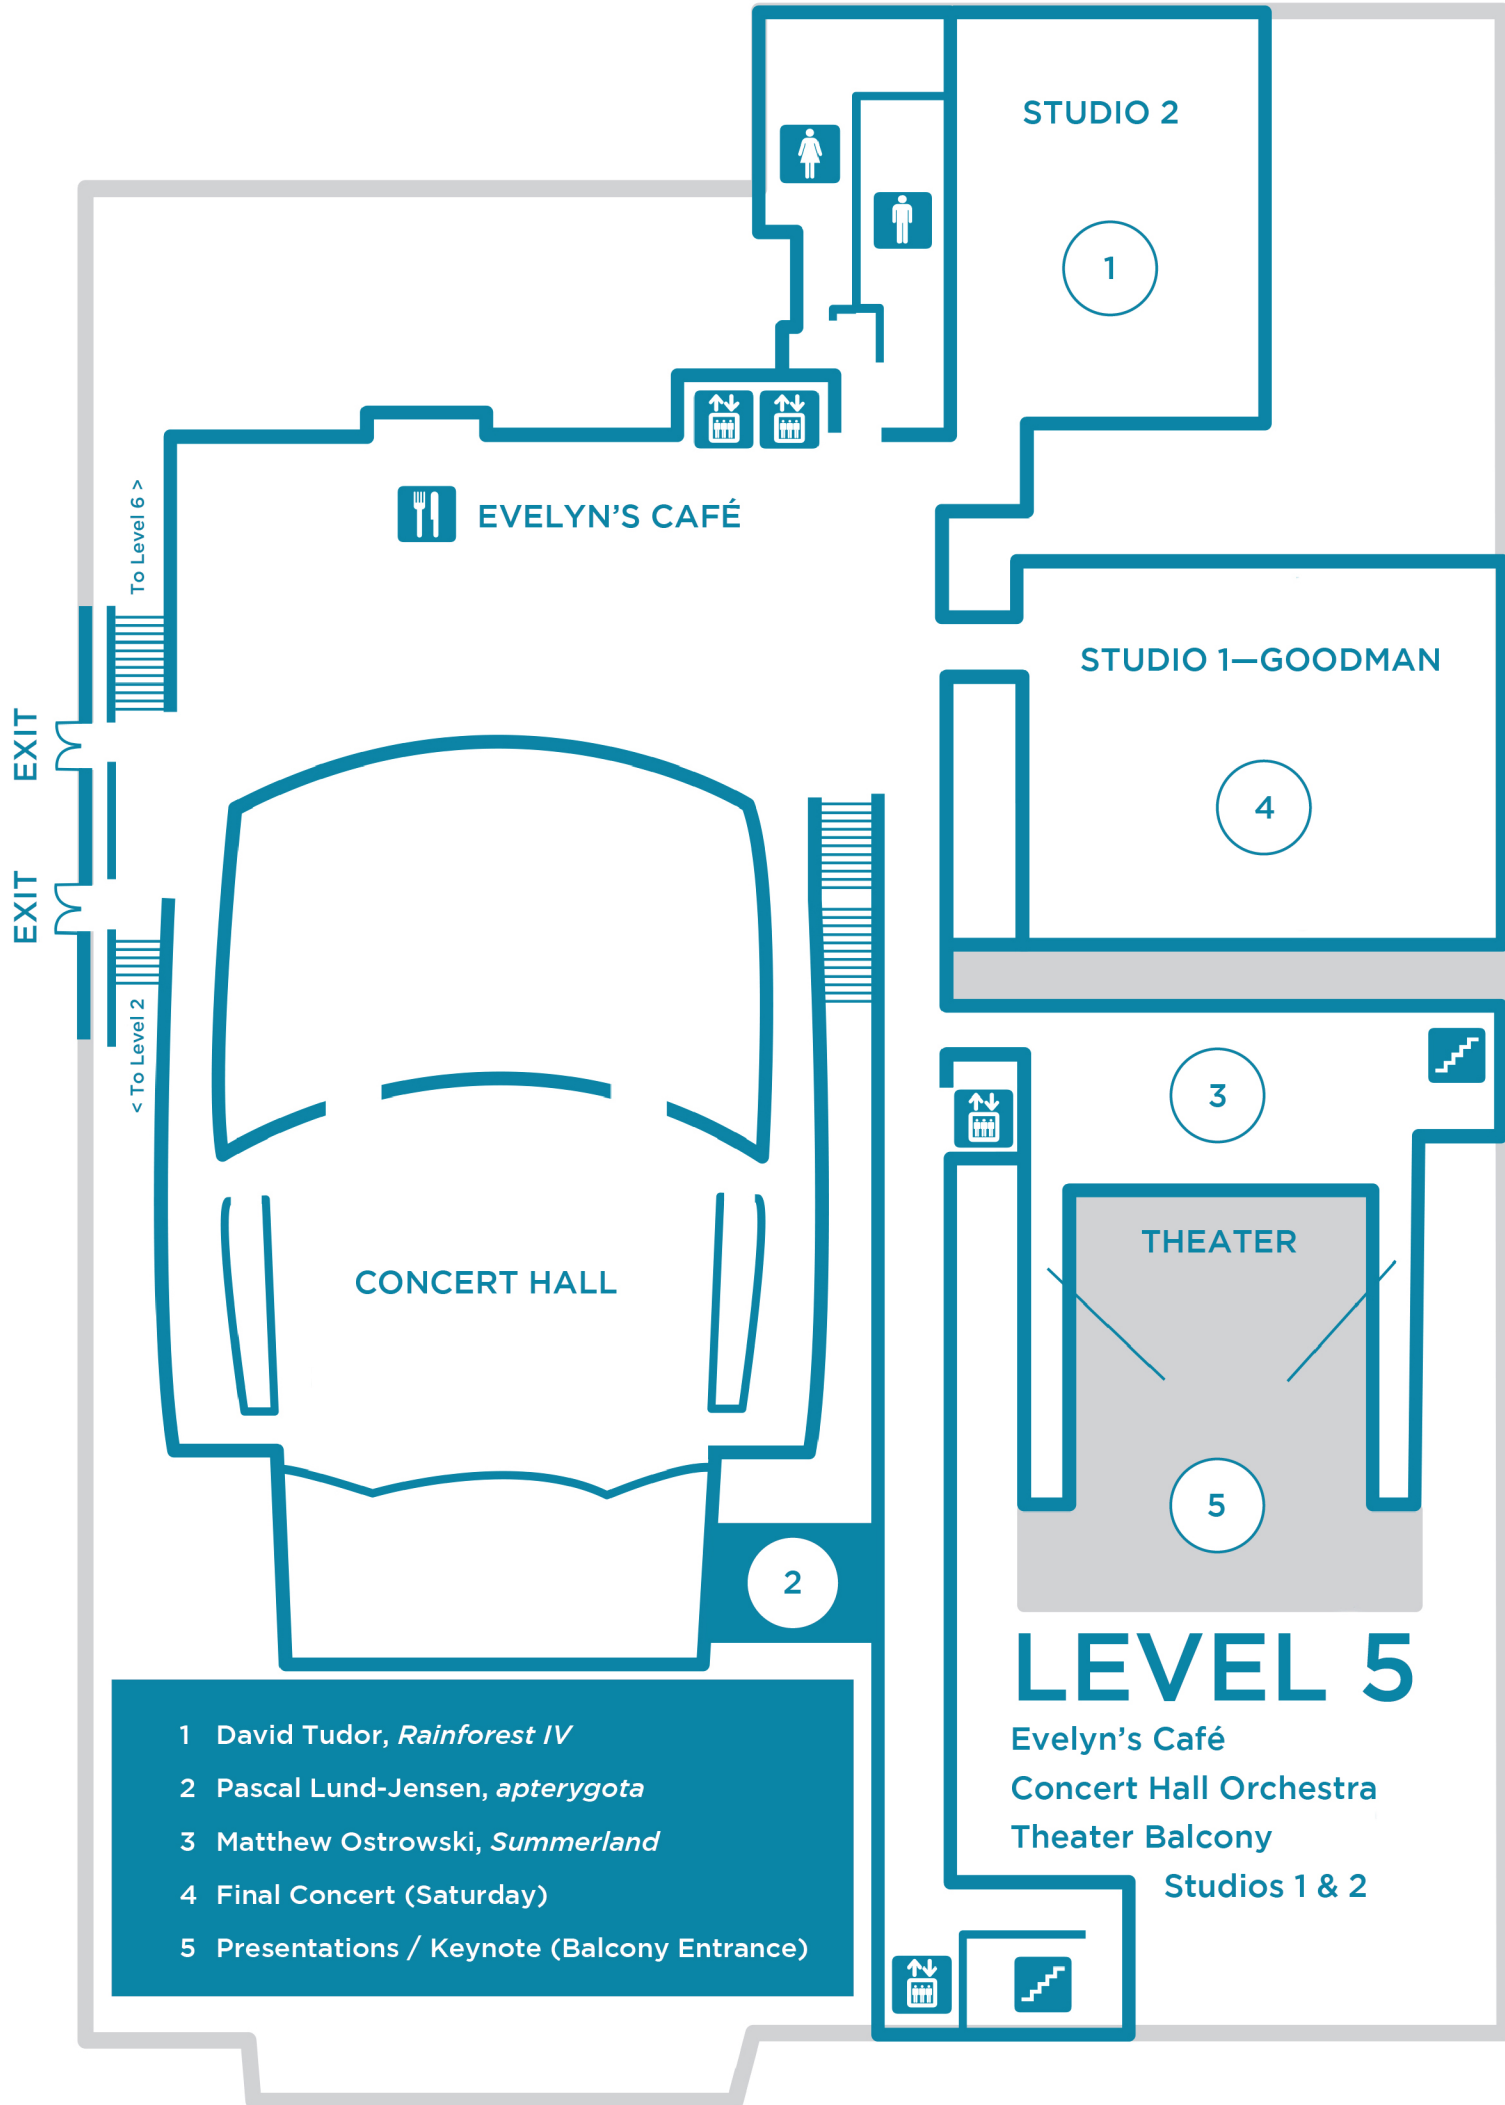 STUDIO 2
1
EVELYN'S CAFÉ
To Level 6 >
STUDIO 1—GOODMAN
EXIT
4
EXIT
< To Level 2
3
THEATER
CONCERT HALL
5
2
LEVEL 5
Evelyn's Café
Concert Hall Orchestra
Theater Balcony
Studios 1 & 2
1 David Tudor, Rainforest IV
2 Pascal Lund-Jensen, apterygota
3 Matthew Ostrowski, Summerland
4 Final Concert (Saturday)
5 Presentations / Keynote (Balcony Entrance)